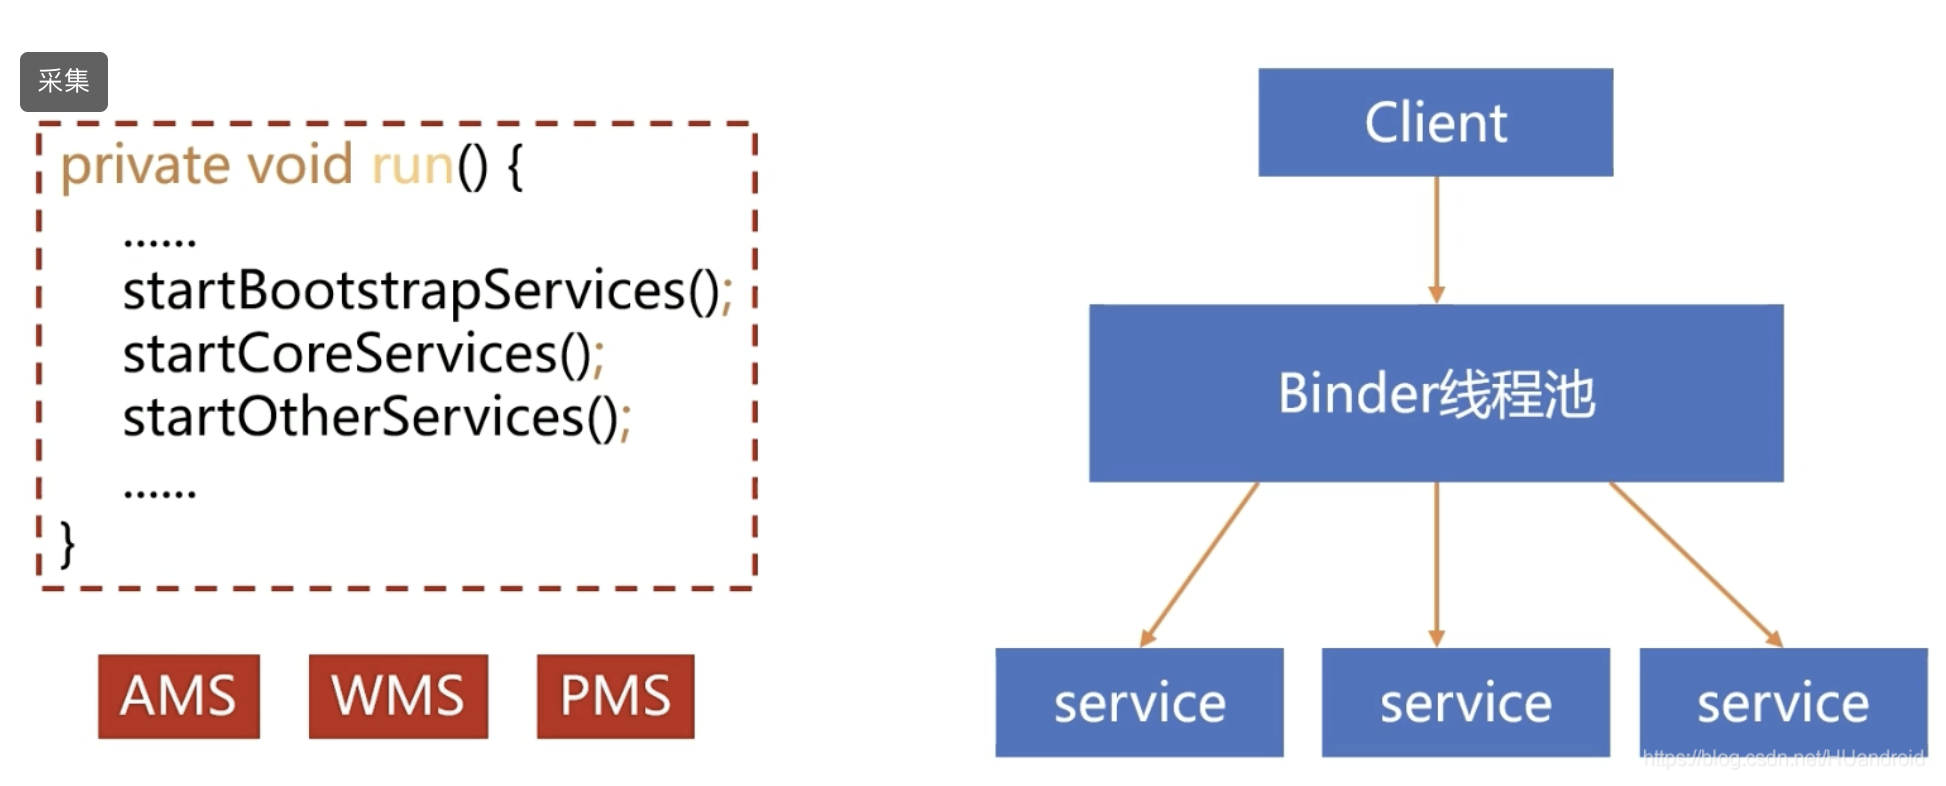 采集
private void run() {
......
startBootstrapServices();
startCoreServices();
startOtherServices();
......
}
AMS
WMS
PMS
Client
Binder线程池
service
service
service
https://blog.csdn.net/HUandroid